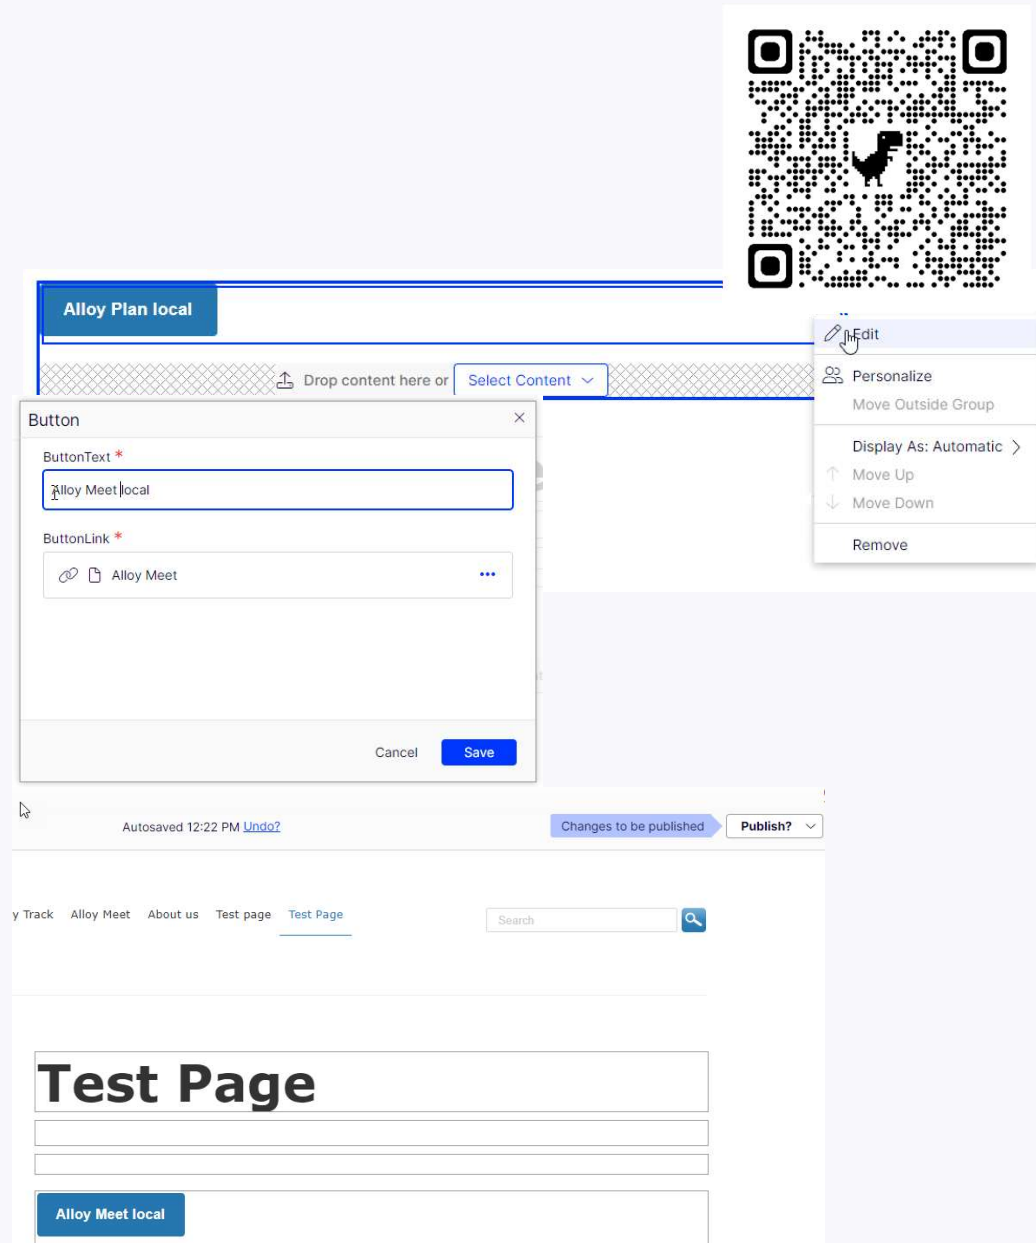 Alloy Plan local
Edit
Drop content here or Select Content
Personalize
Move Outside Group
Display As: Automatic
Move Up
Move Down
Remove
Button
ButtonText *
Alloy Meet local
ButtonLink *
Alloy Meet
Cancel Save
Autosaved 12:22 PM Undo?
Changes to be published Publish?
y Track Alloy Meet About us Test page Test Page
Search
Test Page
Alloy Meet local